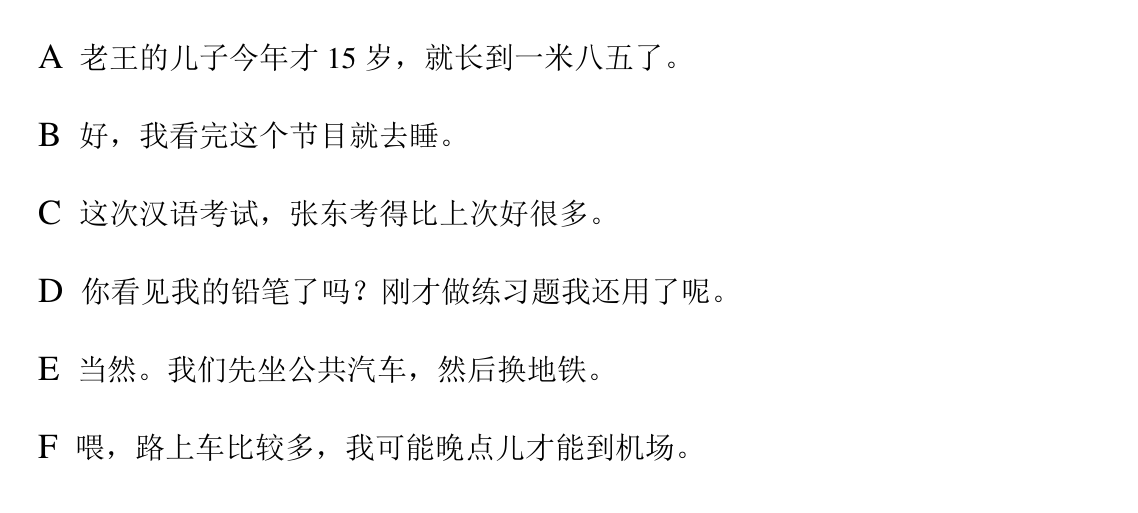 A 老王的儿子今年才 15 岁，就长到一米八五了。
B 好，我看完这个节目就去睡。
C 这次汉语考试，张东考得比上次好很多。
D 你看见我的铅笔了吗？刚才做练习题我还用了呢。
E 当然。我们先坐公共汽车，然后换地铁。
F 喂，路上车比较多，我可能晚点儿才能到机场。